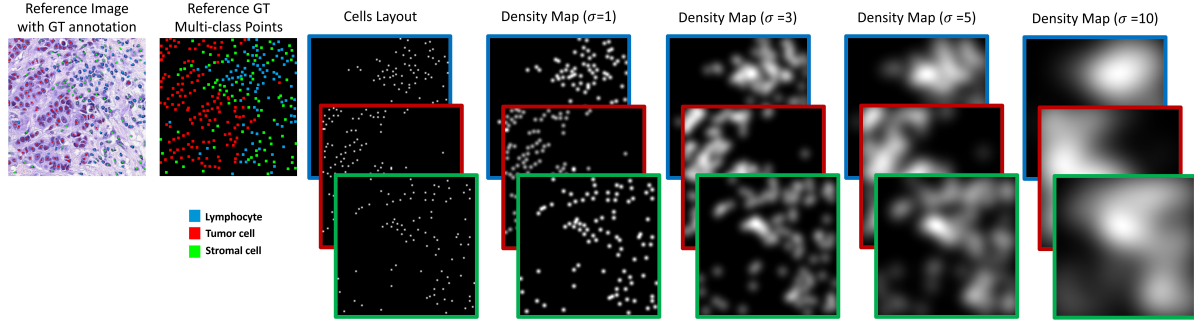 Reference Image
with GT annotation
Reference GT
Multi-class Points
Cells Layout
Density Map (σ=1)
Density Map (σ =3)
Density Map (σ =5)
Density Map (σ =10)
Lymphocyte
Tumor cell
Stromal cell